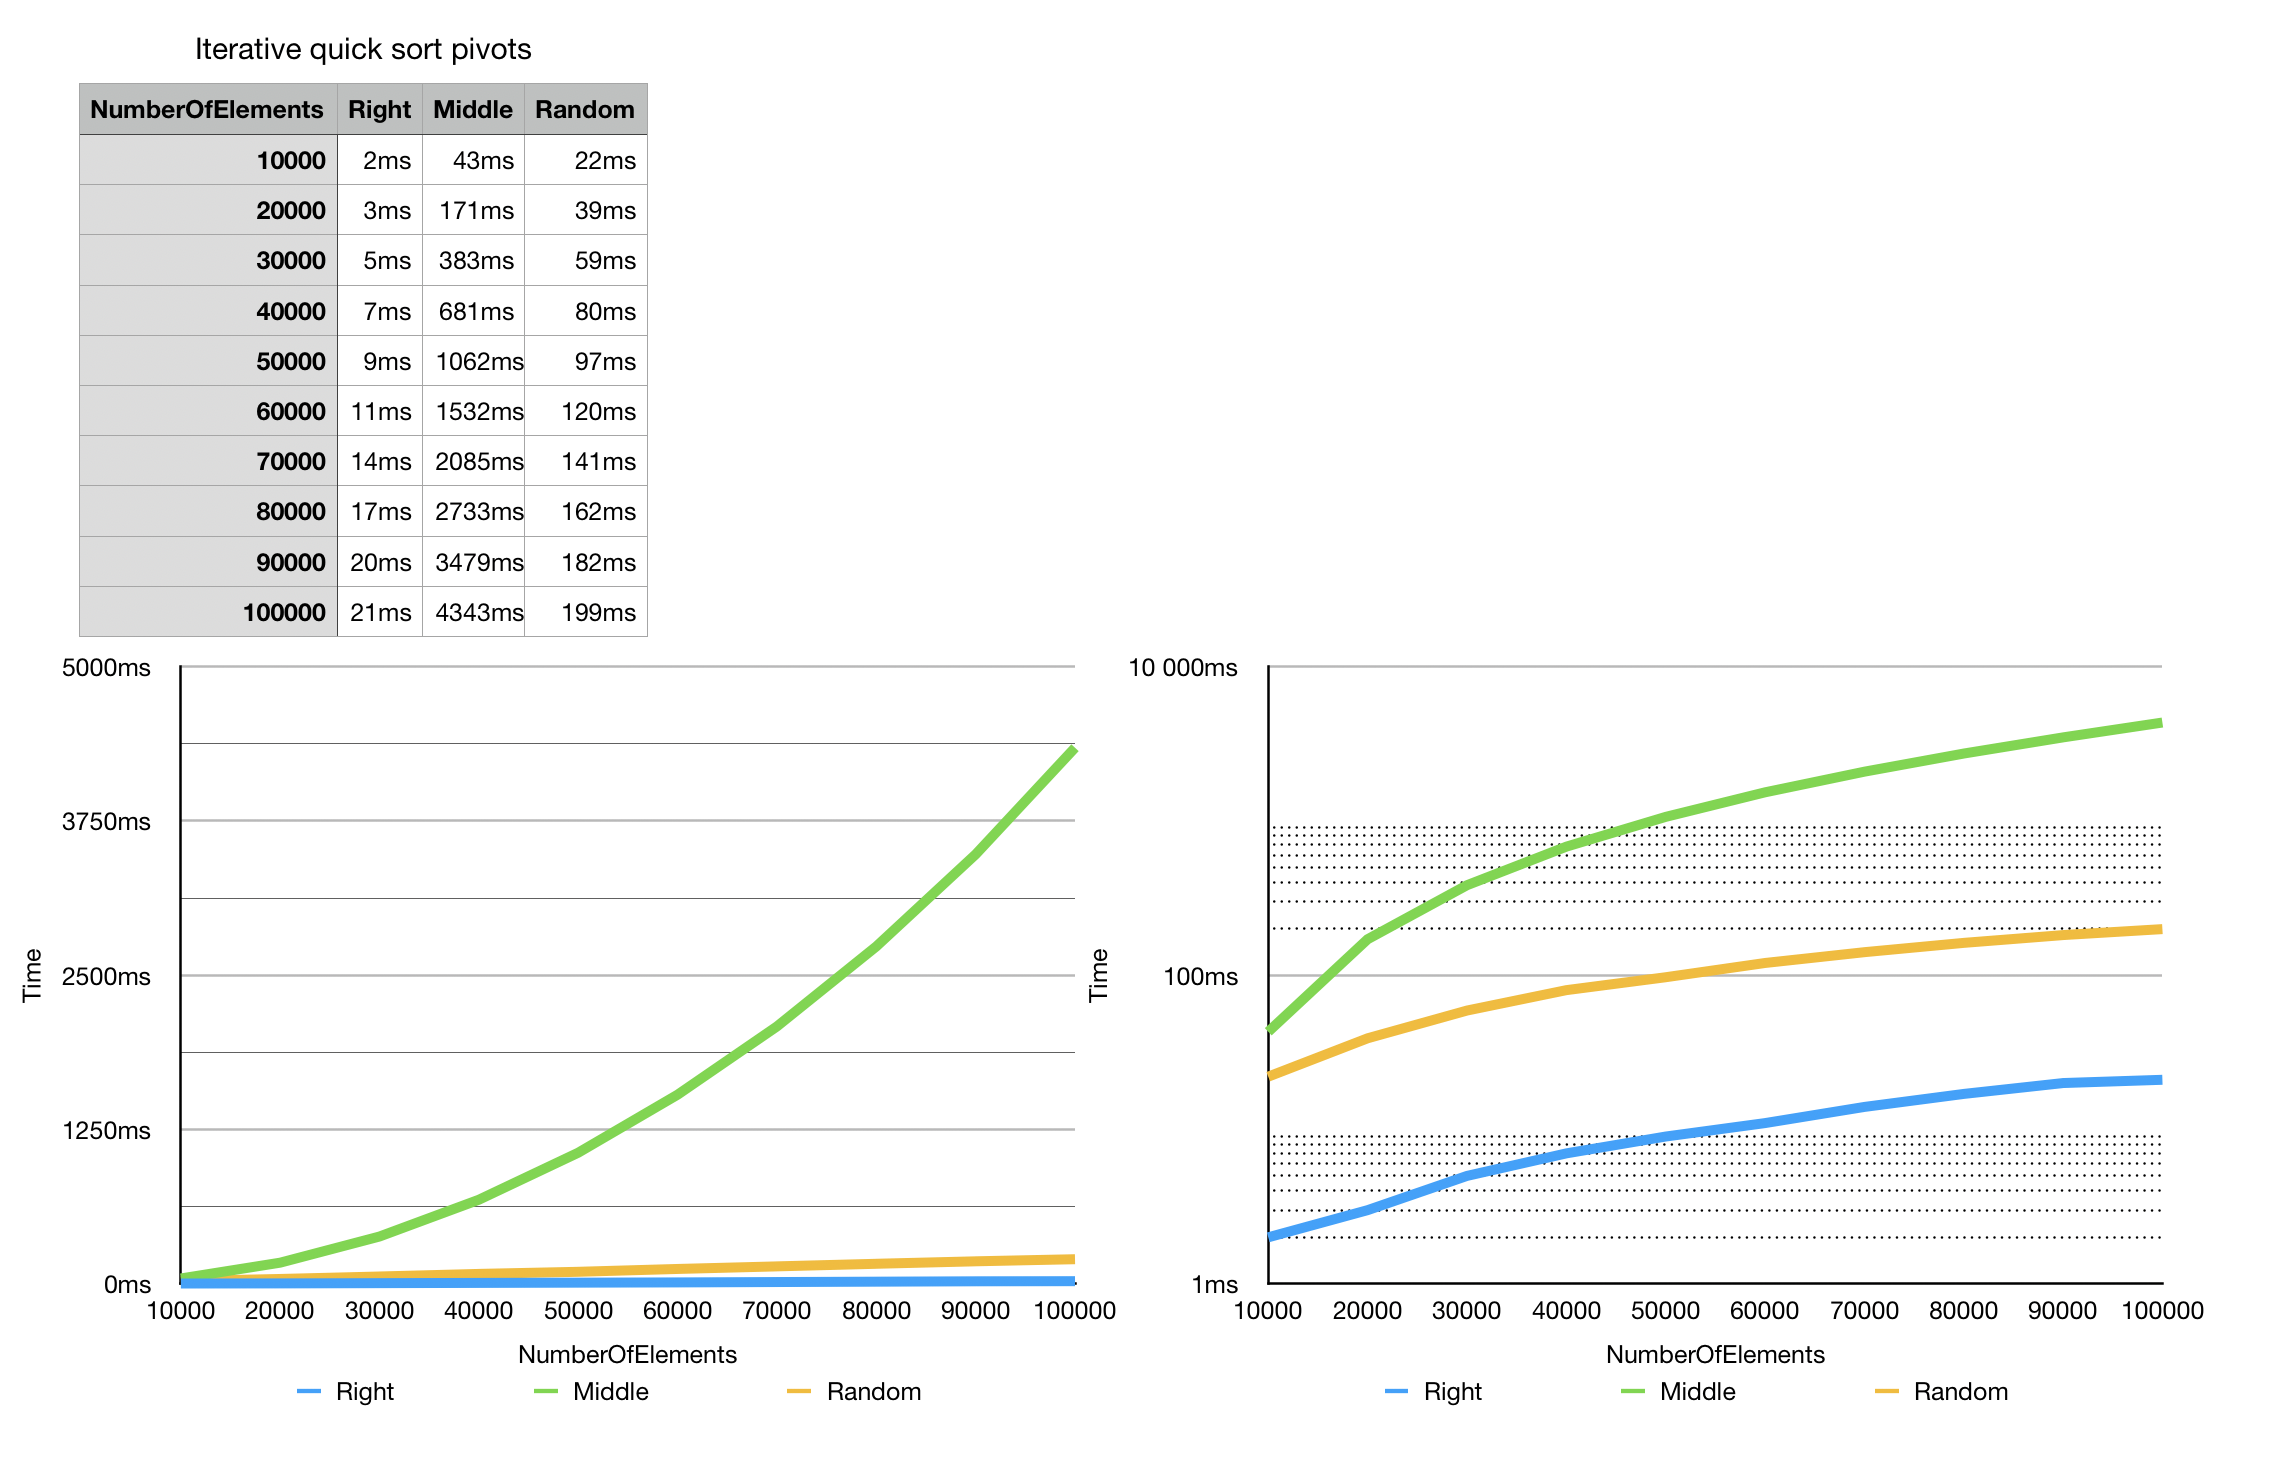 Iterative quick sort pivots
NumberOfElements Right Middle Random
10000 2ms 43ms 22ms
20000 3ms 171ms 39ms
30000 5ms 383ms 59ms
40000 7ms 681ms 80ms
50000 9ms 1062ms 97ms
60000 11ms 1532ms 120ms
70000 14ms 2085ms 141ms
80000 17ms 2733ms 162ms
90000 20ms 3479ms 182ms
100000 21ms 4343ms 199ms
Time
5000ms
3750ms
2500ms
1250ms
0ms
10000 20000 30000 40000 50000 60000 70000 80000 90000 100000
NumberOfElements
Right Middle Random
Time
10 000ms
100ms
1ms
10000 20000 30000 40000 50000 60000 70000 80000 90000 100000
NumberOfElements
Right Middle Random